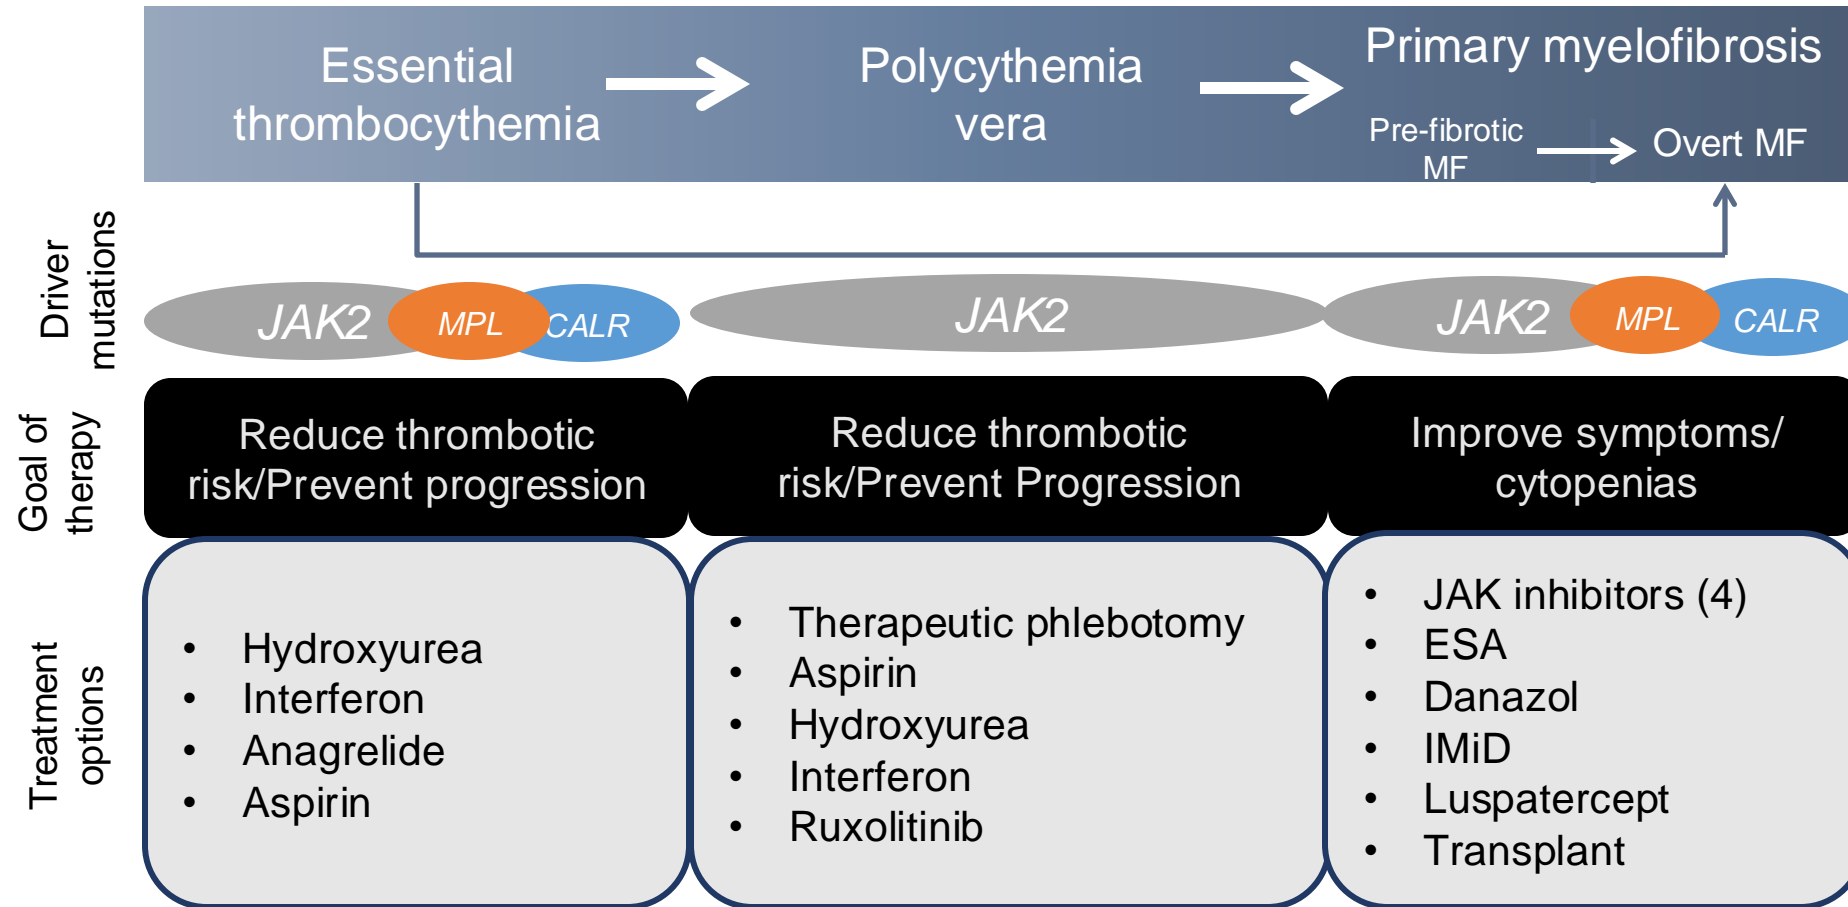 Essential
thrombocythemia
Polycythemia
vera
Primary myelofibrosis
Pre-fibrotic
MF
Overt MF
Driver
mutations
JAK2
MPL
CALR
JAK2
JAK2
MPL
CALR
Goal of
therapy
Reduce thrombotic
risk/Prevent progression
Reduce thrombotic
risk/Prevent Progression
Improve symptoms/
cytopenias
Treatment
options
• Hydroxyurea
• Interferon
• Anagrelide
• Aspirin
• Therapeutic phlebotomy
• Aspirin
• Hydroxyurea
• Interferon
• Ruxolitinib
• JAK inhibitors (4)
• ESA
• Danazol
• IMiD
• Luspatercept
• Transplant